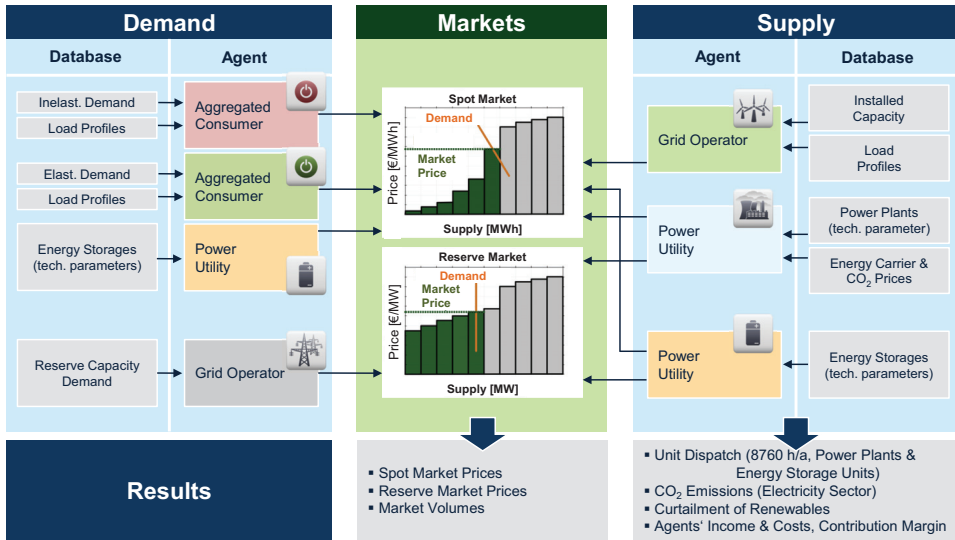 Demand
Database
Agent
Inelast. Demand
Load Profiles
Aggregated
Consumer
Elast. Demand
Load Profiles
Aggregated
Consumer
Energy Storages
(tech. parameters)
Power
Utility
Reserve Capacity
Demand
Grid Operator
Markets
Spot Market
Demand
Market
Price
Price [€/MWh]
Supply [MWh]
Reserve Market
Demand
Market
Price
Price [€/MW]
Supply [MW]
Supply
Agent
Database
Grid Operator
Installed
Capacity
Load
Profiles
Power
Utility
Power Plants
(tech. parameter)
Energy Carrier &
CO₂ Prices
Power
Utility
Energy Storages
(tech. parameters)
Results
▪ Spot Market Prices
▪ Reserve Market Prices
▪ Market Volumes
▪ Unit Dispatch (8760 h/a, Power Plants &
Energy Storage Units)
▪ CO₂ Emissions (Electricity Sector)
▪ Curtailment of Renewables
▪ Agents‘ Income & Costs, Contribution Margin